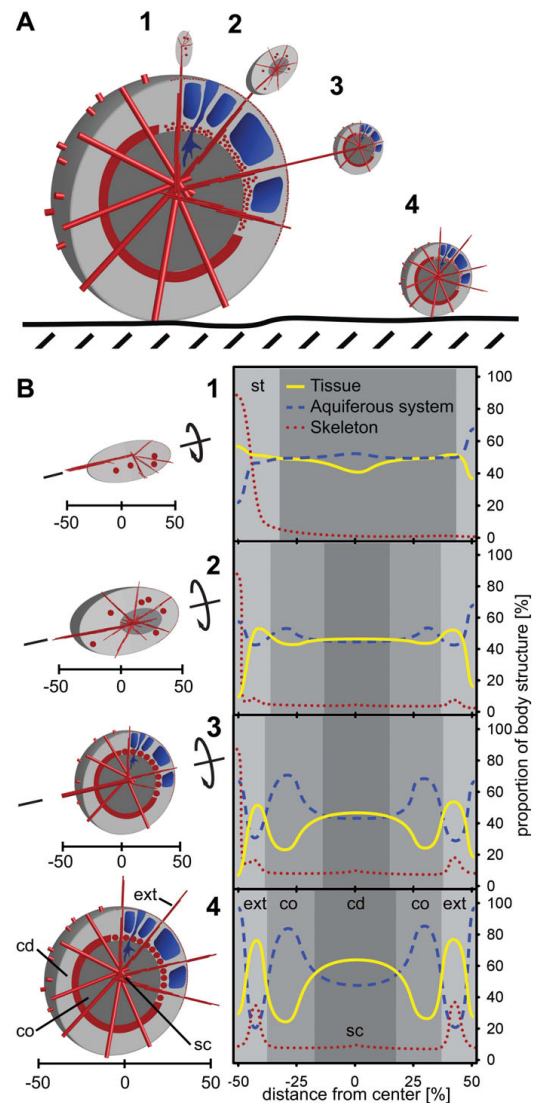 A
1
2
3
4
B
1
st
Tissue
Aquiferous system
Skeleton
100
80
60
40
20
0
-50 0 50
2
100
80
60
40
20
0
-50 0 50
3
100
80
60
40
20
0
-50 0 50
proportion of body structure [%]
4
ext co cd co ext
ext
cd
co
sc
sc
100
80
60
40
20
0
-50 0 50
-50 -25 0 25 50
distance from center [%]